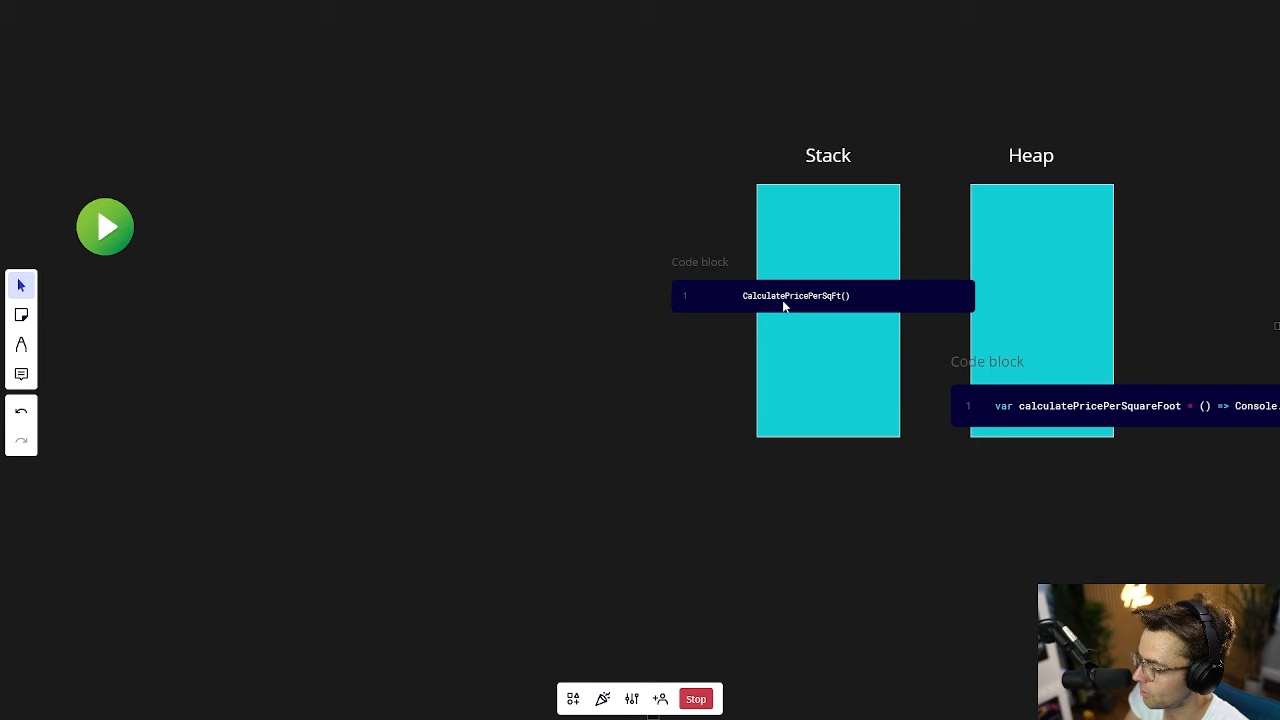 Stack
Heap
Code block
1 CalculatePricePerSqFt()
Code block
1 var calculatePricePerSquareFoot = () => Console.
Stop